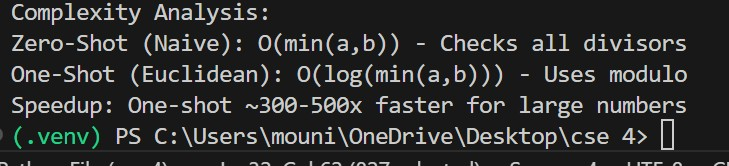 Complexity Analysis:
Zero-Shot (Naive): O(min(a,b)) - Checks all divisors
One-Shot (Euclidean): O(log(min(a,b))) - Uses modulo
Speedup: One-shot ~300-500x faster for large numbers
(.venv) PS C:\Users\mouni\OneDrive\Desktop\cse 4>